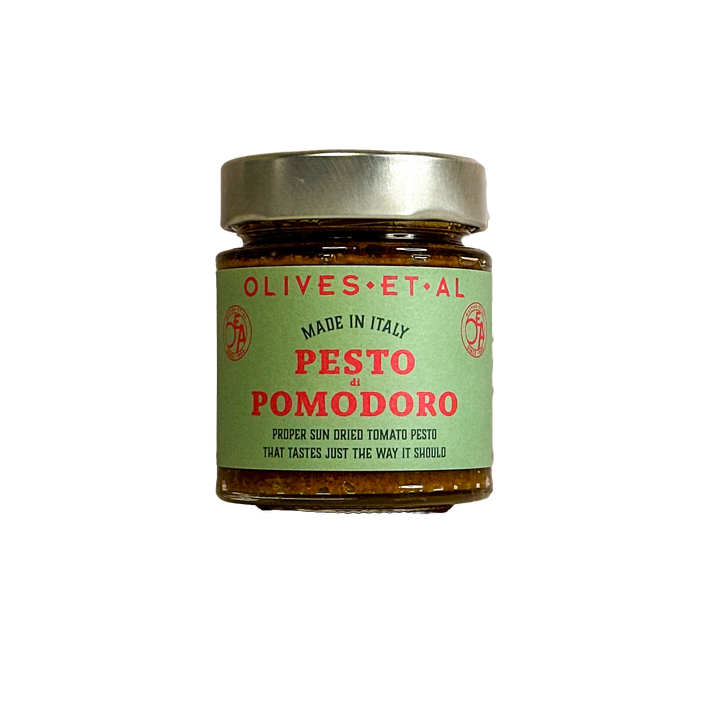 OLIVES•ET•AL
MADE IN ITALY
PESTO
di
POMODORO
PROPER SUN DRIED TOMATO PESTO
THAT TASTES JUST THE WAY IT SHOULD